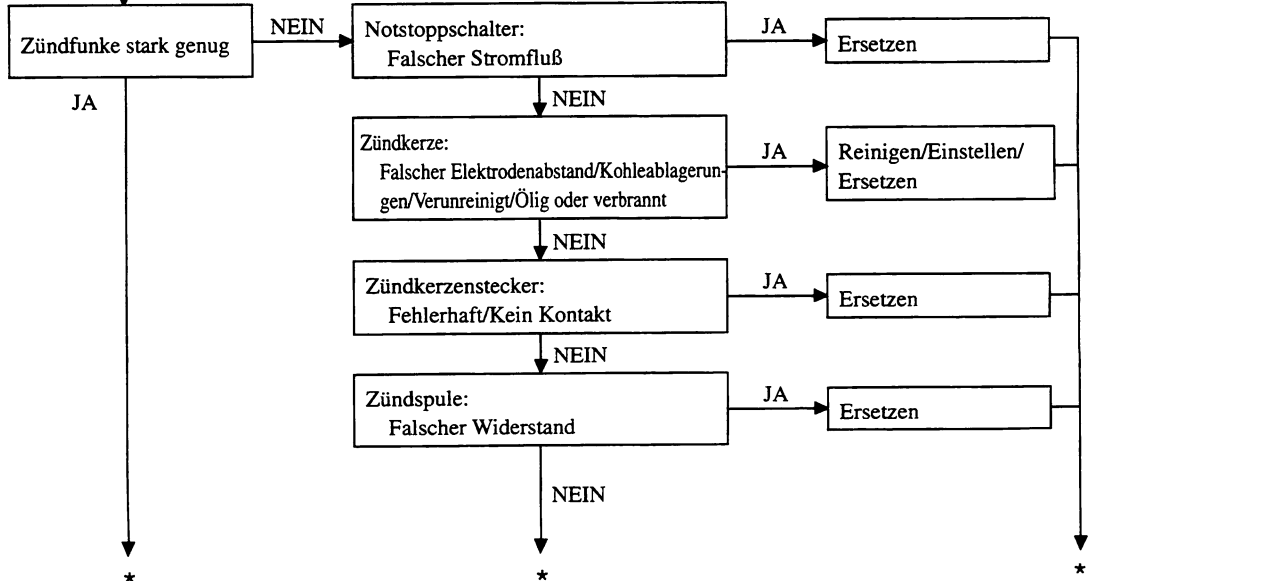 Zündfunke stark genug
NEIN
Notstoppschalter:
Falscher Stromfluß
JA
Ersetzen
JA
NEIN
Zündkerze:
Falscher Elektrodenabstand/Kohleablagerun-
gen/Verunreinigt/Ölig oder verbrannt
JA
Reinigen/Einstellen/
Ersetzen
NEIN
Zündkerzenstecker:
Fehlerhaft/Kein Kontakt
JA
Ersetzen
NEIN
Zündspule:
Falscher Widerstand
JA
Ersetzen
NEIN
*
*
*